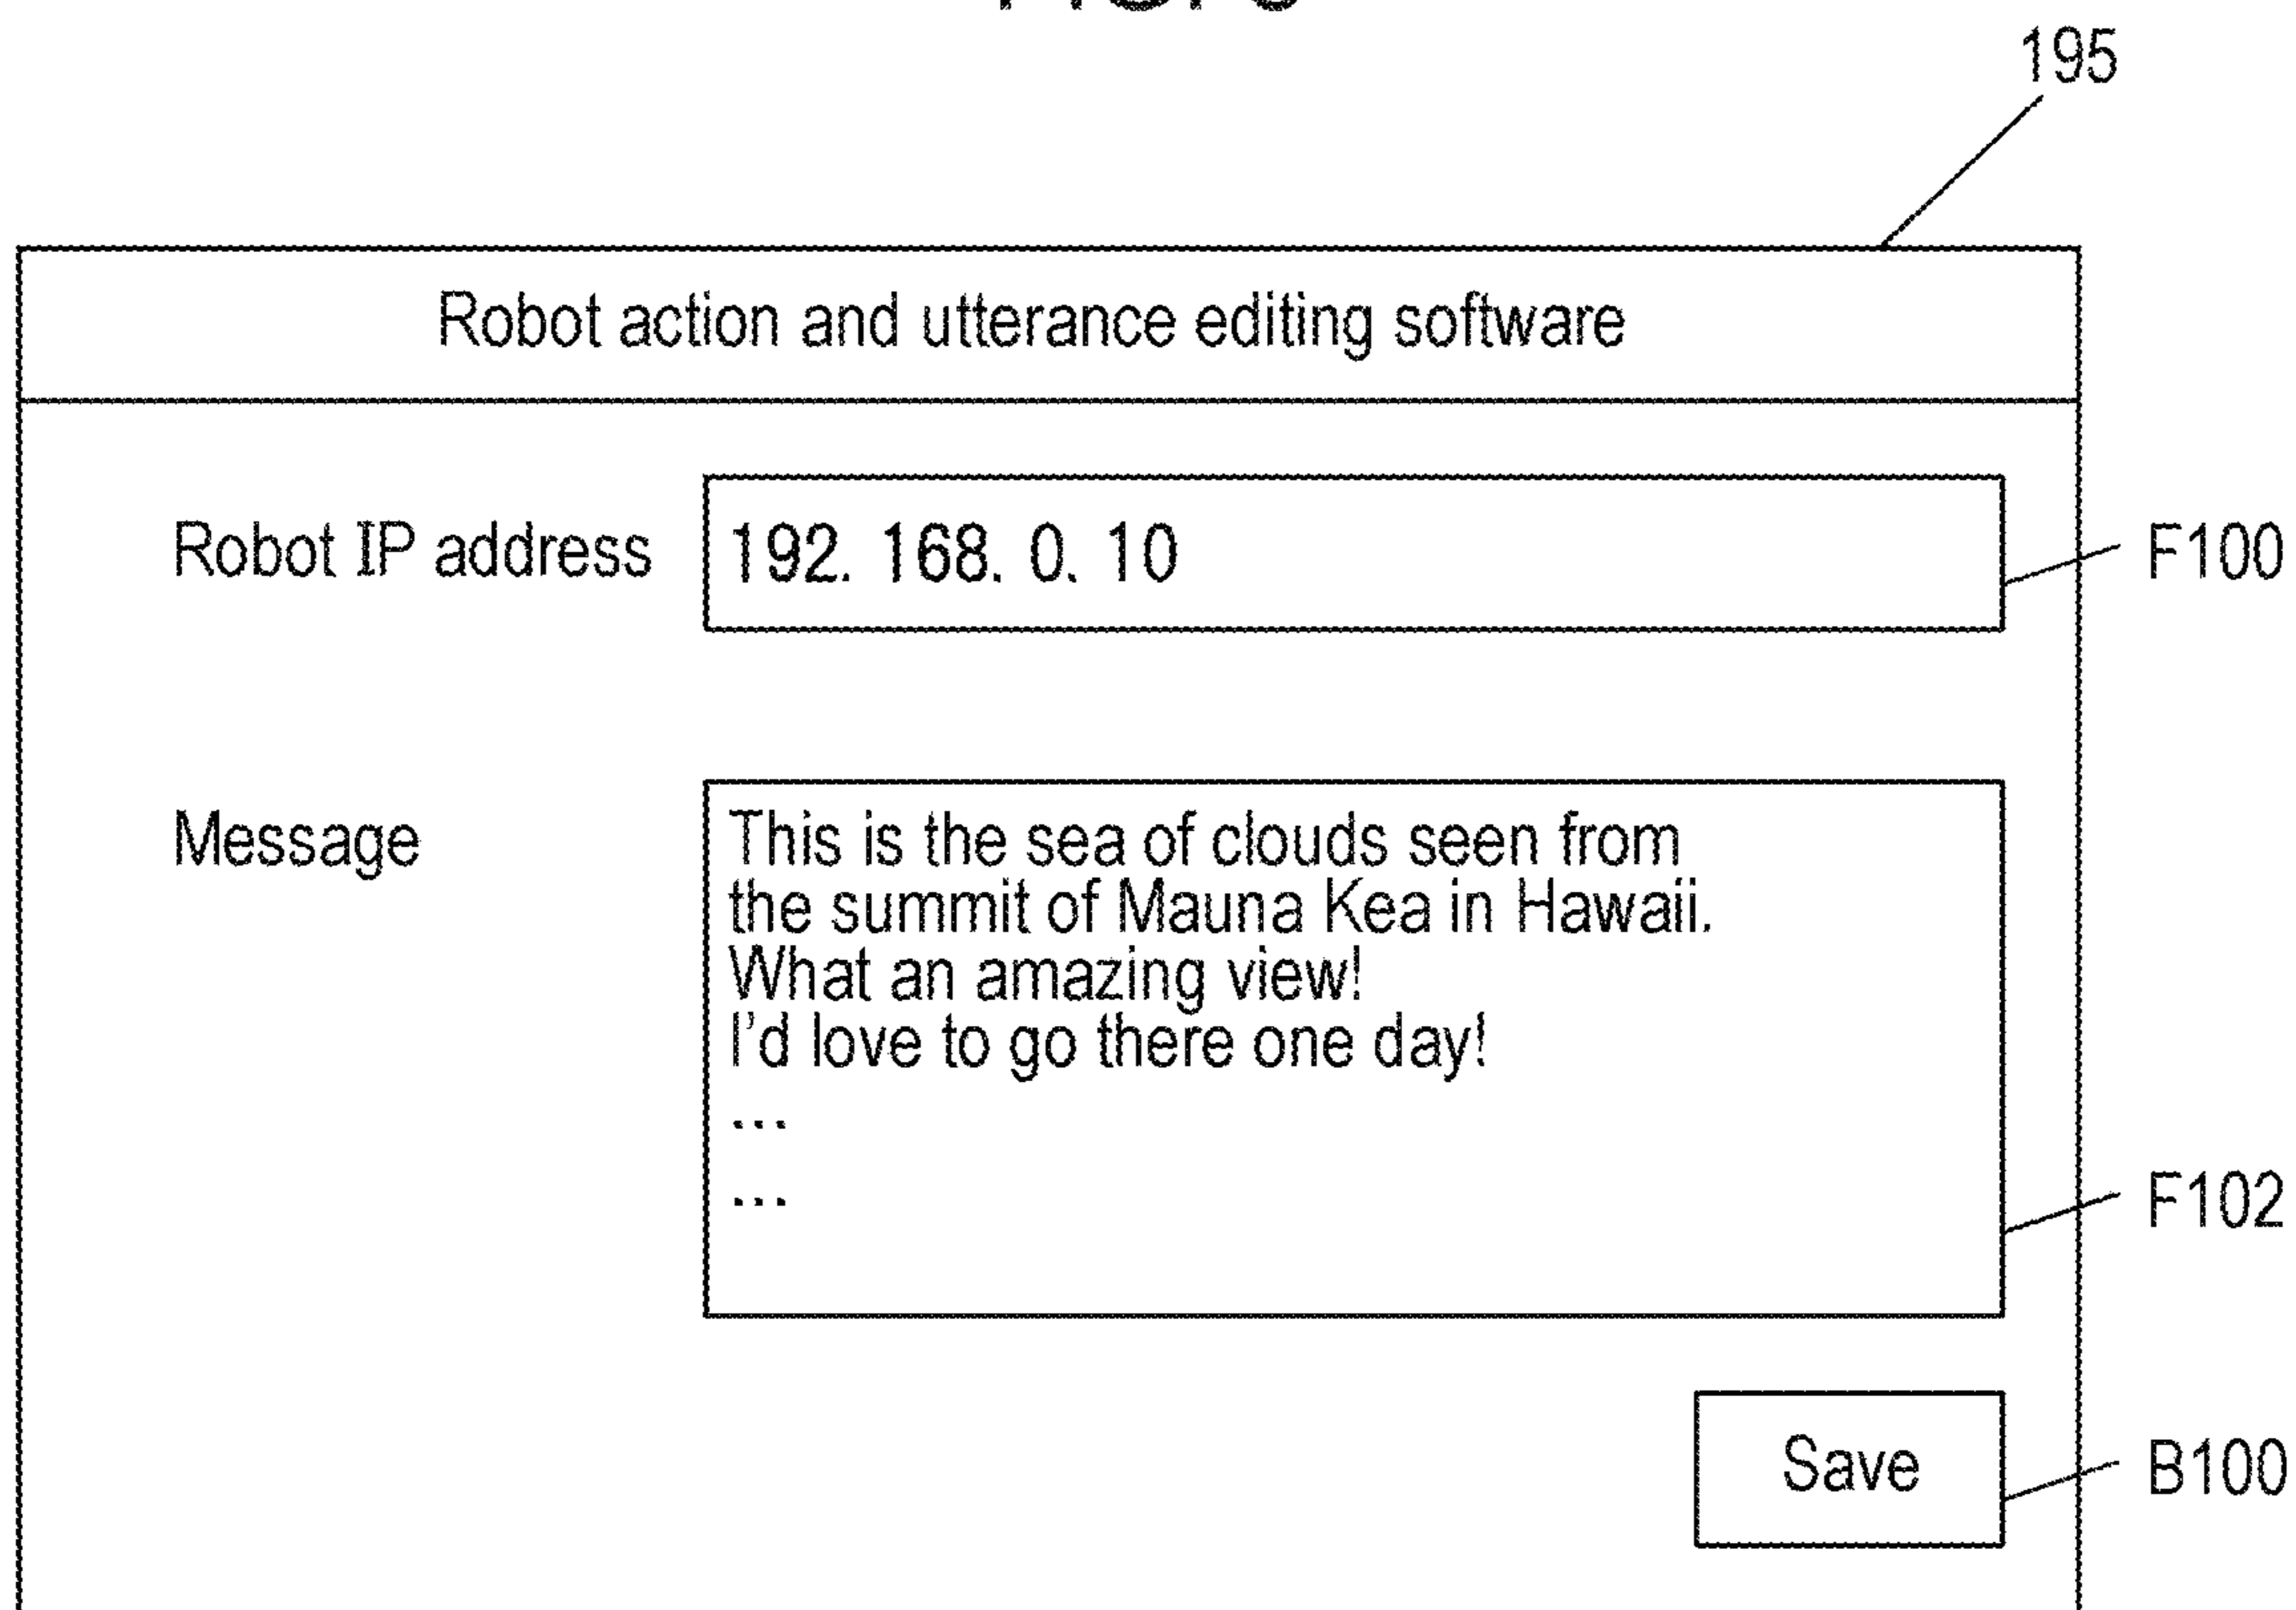 195
Robot action and utterance editing software
Robot IP address 192. 168. 0. 10 F100
Message
This is the sea of clouds seen from
the summit of Mauna Kea in Hawaii.
What an amazing view!
I'd love to go there one day!
...
...
F102
Save B100